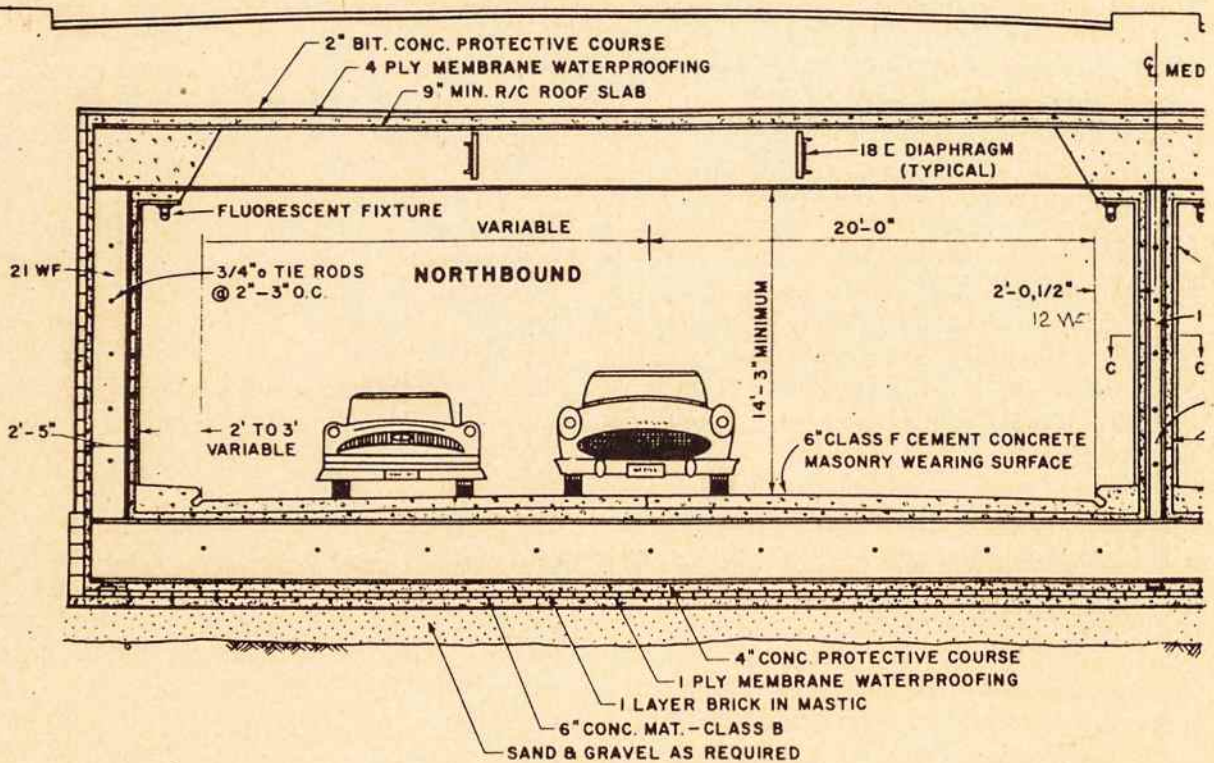 2" BIT. CONC. PROTECTIVE COURSE
4 PLY MEMBRANE WATERPROOFING
9" MIN. R/C ROOF SLAB
℄ MED
18 [ DIAPHRAGM
(TYPICAL)
FLUORESCENT FIXTURE
VARIABLE
20'-0"
21 WF
3/4"⌀ TIE RODS
@ 2"-3" O.C.
NORTHBOUND
2'-0,1/2"
12 WF
14'-3" MINIMUM
C
C
2'-5"
2' TO 3'
VARIABLE
6" CLASS F CEMENT CONCRETE
MASONRY WEARING SURFACE
4" CONC. PROTECTIVE COURSE
1 PLY MEMBRANE WATERPROOFING
1 LAYER BRICK IN MASTIC
6" CONC. MAT.-CLASS B
SAND & GRAVEL AS REQUIRED